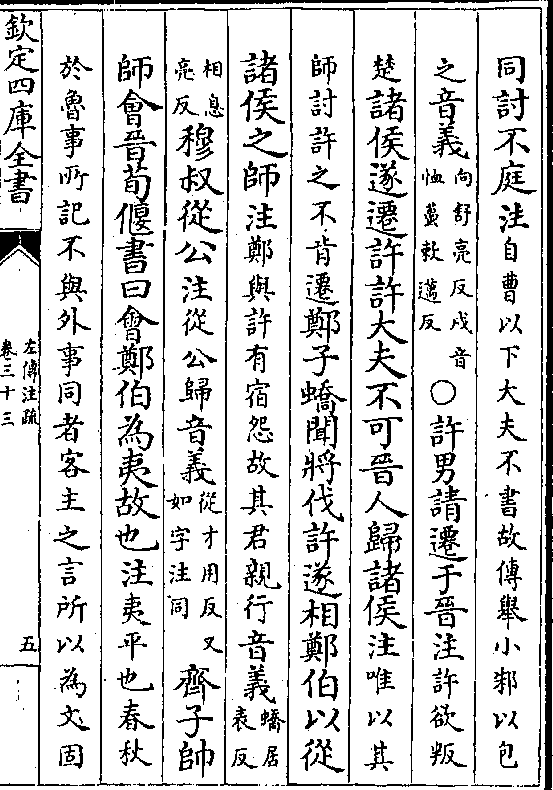 同討不庭注自曹以下大夫不書故傳舉小邾以包
之音義向舒亮反戌音恤蠆敕邁反○許男請遷于晉注許欲叛
楚諸侯遂遷許許大夫不可晉人歸諸侯注唯以其
師討許之不肯遷鄭子蟜聞將伐許遂相鄭伯以從
諸侯之師注鄭與許有宿怨故其君親行音義蟜居表反
相息亮反穆叔從公注從公歸音義從才用反又如字注同齊子帥
師會晉荀偃書曰會鄭伯為夷故也注夷平也春秋
於魯事所記不與外事同者客主之言所以為文固
欽定四庫全書
左傳注疏
卷三十三
五